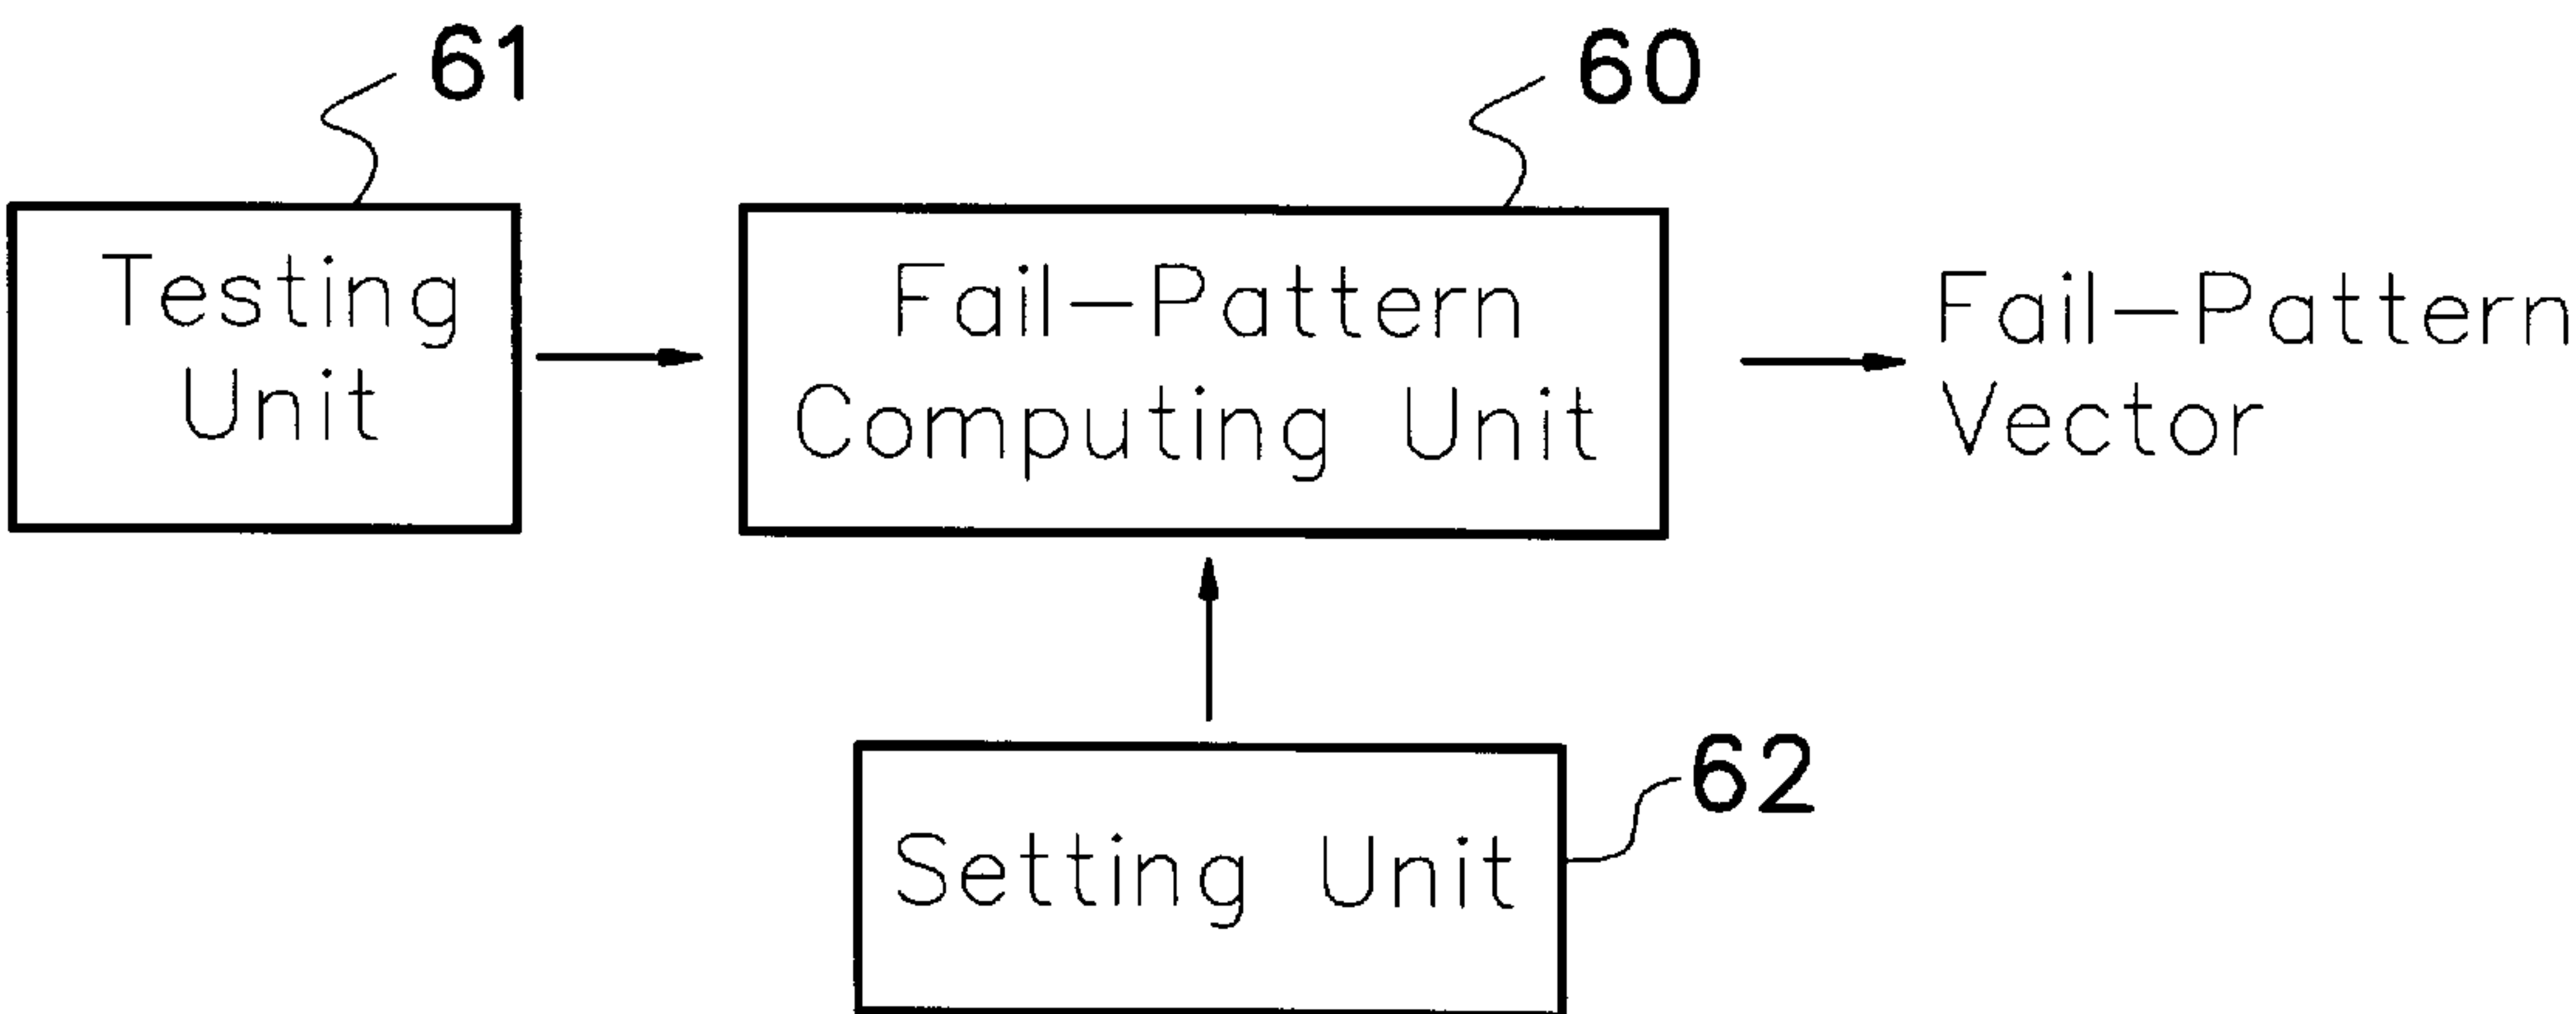 61
60
Testing
Unit
Fail-Pattern
Computing Unit
Fail-Pattern
Vector
62
Setting Unit